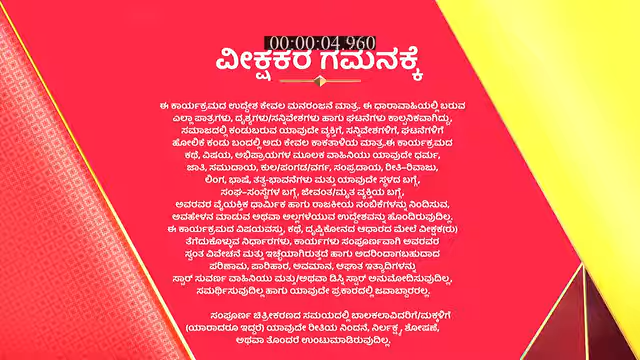 00:00:04.960
ವೀಕ್ಷಕರ ಗಮನಕ್ಕೆ
ಈ ಕಾರ್ಯಕ್ರಮದ ಉದ್ದೇಶ ಕೇವಲ ಮನರಂಜನೆ ಮಾತ್ರ. ಈ ಧಾರಾವಾಹಿಯಲ್ಲಿ ಬರುವ
ಎಲ್ಲಾ ಪಾತ್ರಗಳು, ದೃಶ್ಯಗಳು/ಸನ್ನಿವೇಶಗಳು ಹಾಗು ಘಟನೆಗಳು ಕಾಲ್ಪನಿಕವಾಗಿದ್ದು,
ಸಮಾಜದಲ್ಲಿ ಕಂಡುಬರುವ ಯಾವುದೇ ವ್ಯಕ್ತಿಗೆ, ಸನ್ನಿವೇಶಗಳಿಗೆ, ಘಟನೆಗಳಿಗೆ
ಹೋಲಿಕೆ ಕಂಡು ಬಂದಲ್ಲಿ ಅದು ಕೇವಲ ಕಾಕತಾಳಿಯ ಮಾತ್ರ.ಈ ಕಾರ್ಯಕ್ರಮದ
ಕಥೆ, ವಿಷಯ, ಅಭಿಪ್ರಾಯಗಳ ಮೂಲಕ ವಾಹಿನಿಯು ಯಾವುದೇ ಧರ್ಮ,
ಜಾತಿ, ಸಮುದಾಯ, ಕುಲ/ಪಂಗಡ/ವರ್ಗ, ಸಂಪ್ರದಾಯ, ರೀತಿ-ರಿವಾಜು,
ಲಿಂಗ, ಭಾಷೆ, ತತ್ವ-ಭಾವನೆಗಳು ಮತ್ತು ಯಾವುದೇ ಸ್ಥಳದ ಬಗ್ಗೆ,
ಸಂಘ-ಸಂಸ್ಥೆಗಳ ಬಗ್ಗೆ, ಜೀವಂತ/ಮೃತ ವ್ಯಕ್ತಿಯ ಬಗ್ಗೆ,
ಅವರವರ ವೈಯಕ್ತಿಕ ಧಾರ್ಮಿಕ ಹಾಗು ರಾಜಕೀಯ ನಂಬಿಕೆಗಳನ್ನು ನಿಂದಿಸುವ,
ಅವಹೇಳನ ಮಾಡುವ ಅಥವಾ ಅಲ್ಲಗಳೆಯುವ ಉದ್ದೇಶವನ್ನು ಹೊಂದಿರುವುದಿಲ್ಲ.
ಈ ಕಾರ್ಯಕ್ರಮದ ವಿಷಯವಸ್ತು, ಕಥೆ, ದೃಷ್ಟಿಕೋನದ ಆಧಾರದ ಮೇಲೆ ವೀಕ್ಷಕ(ರು)
ತೆಗೆದುಕೊಳ್ಳುವ ನಿರ್ಧಾರಗಳು, ಕಾರ್ಯಗಳು ಸಂಪೂರ್ಣವಾಗಿ ಅವರವರ
ಸ್ವಂತ ವಿವೇಚನೆ ಮತ್ತು ಇಚ್ಛೆಯಾಗಿರುತ್ತದೆ ಹಾಗು ಅದರಿಂದಾಗಬಹುದಾದ
ಪರಿಣಾಮ, ಪಾರಿಹಾರ, ಅವಮಾನ, ಆಘಾತ ಇತ್ಯಾದಿಗಳನ್ನು
ಸ್ಟಾರ್ ಸುವರ್ಣ ವಾಹಿನಿಯು ಮತ್ತು/ಅಥವಾ ಡಿಸ್ನಿ ಸ್ಟಾರ್ ಅನುಮೋದಿಸುವುದಿಲ್ಲ,
ಸಮರ್ಥಿಸುವುದಿಲ್ಲ ಹಾಗು ಯಾವುದೇ ಪ್ರಕಾರದಲ್ಲಿ ಜವಾಬ್ದಾರರಲ್ಲ.
ಸಂಪೂರ್ಣ ಚಿತ್ರೀಕರಣದ ಸಮಯದಲ್ಲಿ ಬಾಲಕಲಾವಿದರಿಗೆ/ಮಕ್ಕಳಿಗೆ
(ಯಾರಾದರೂ ಇದ್ದರೆ) ಯಾವುದೇ ರೀತಿಯ ನಿಂದನೆ, ನಿರ್ಲಕ್ಷ್ಯ, ಶೋಷಣೆ,
ಅಥವಾ ತೊಂದರೆ ಉಂಟುಮಾಡಿರುವುದಿಲ್ಲ.